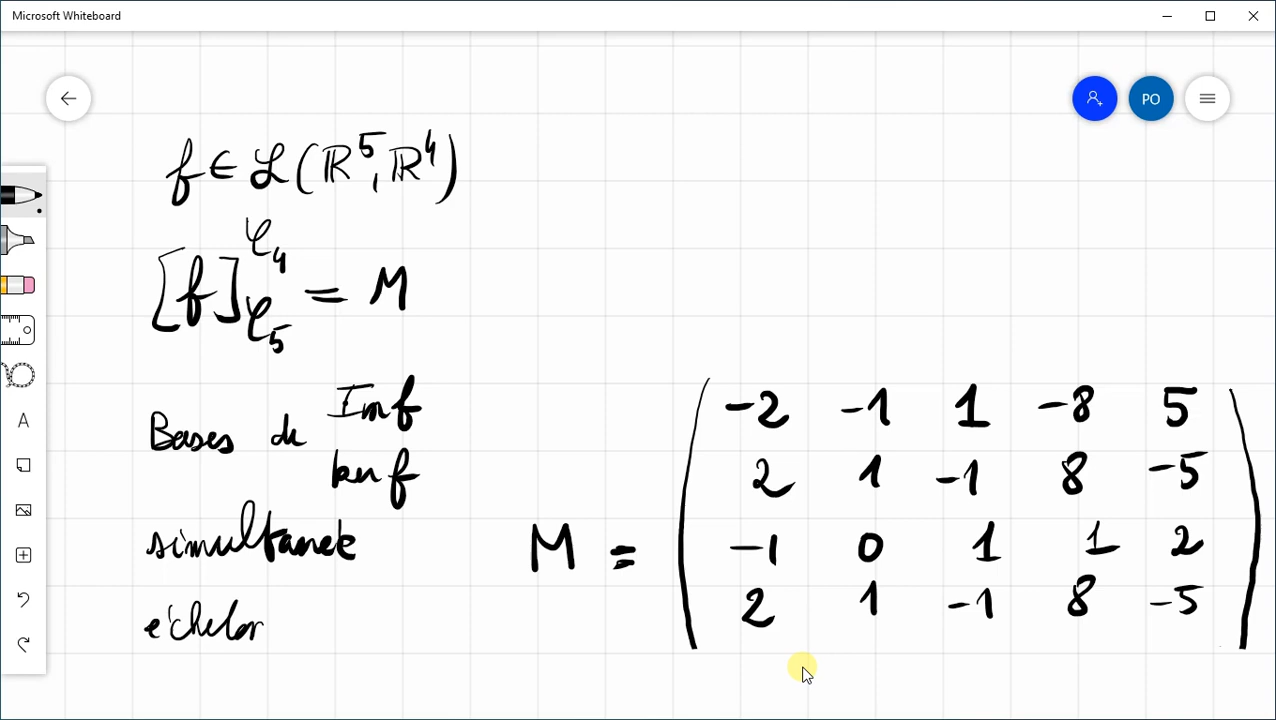 Microsoft Whiteboard
PO
f ∈ ℒ(ℝ⁵, ℝ⁴)
[f]𝒞₅^𝒞₄ = M
Bases de Im f
ker f
simultanée
échelon
M = ( -2 -1 1 -8 5
2 1 -1 8 -5
-1 0 1 1 2
2 1 -1 8 -5 )
A